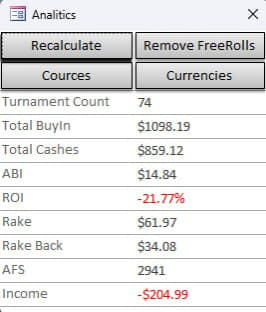 Analitics
Recalculate Remove FreeRolls
Cources Currencies
Turnament Count 74
Total BuyIn $1098.19
Total Cashes $859.12
ABI $14.84
ROI -21.77%
Rake $61.97
Rake Back $34.08
AFS 2941
Income -$204.99